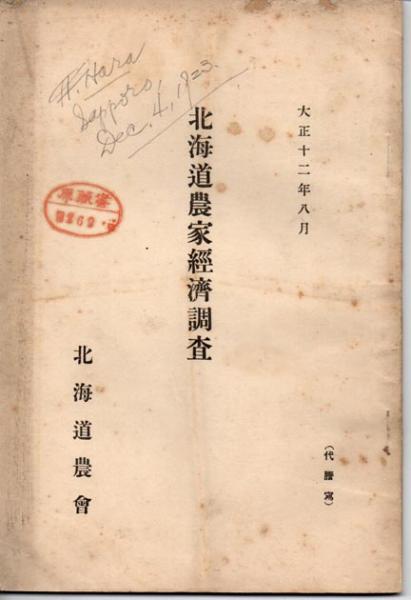 大正十二年八月
北海道農家經濟調査
北海道農會
（代謄寫）
H. Hara
Sapporo,
Dec. 4, 1923.